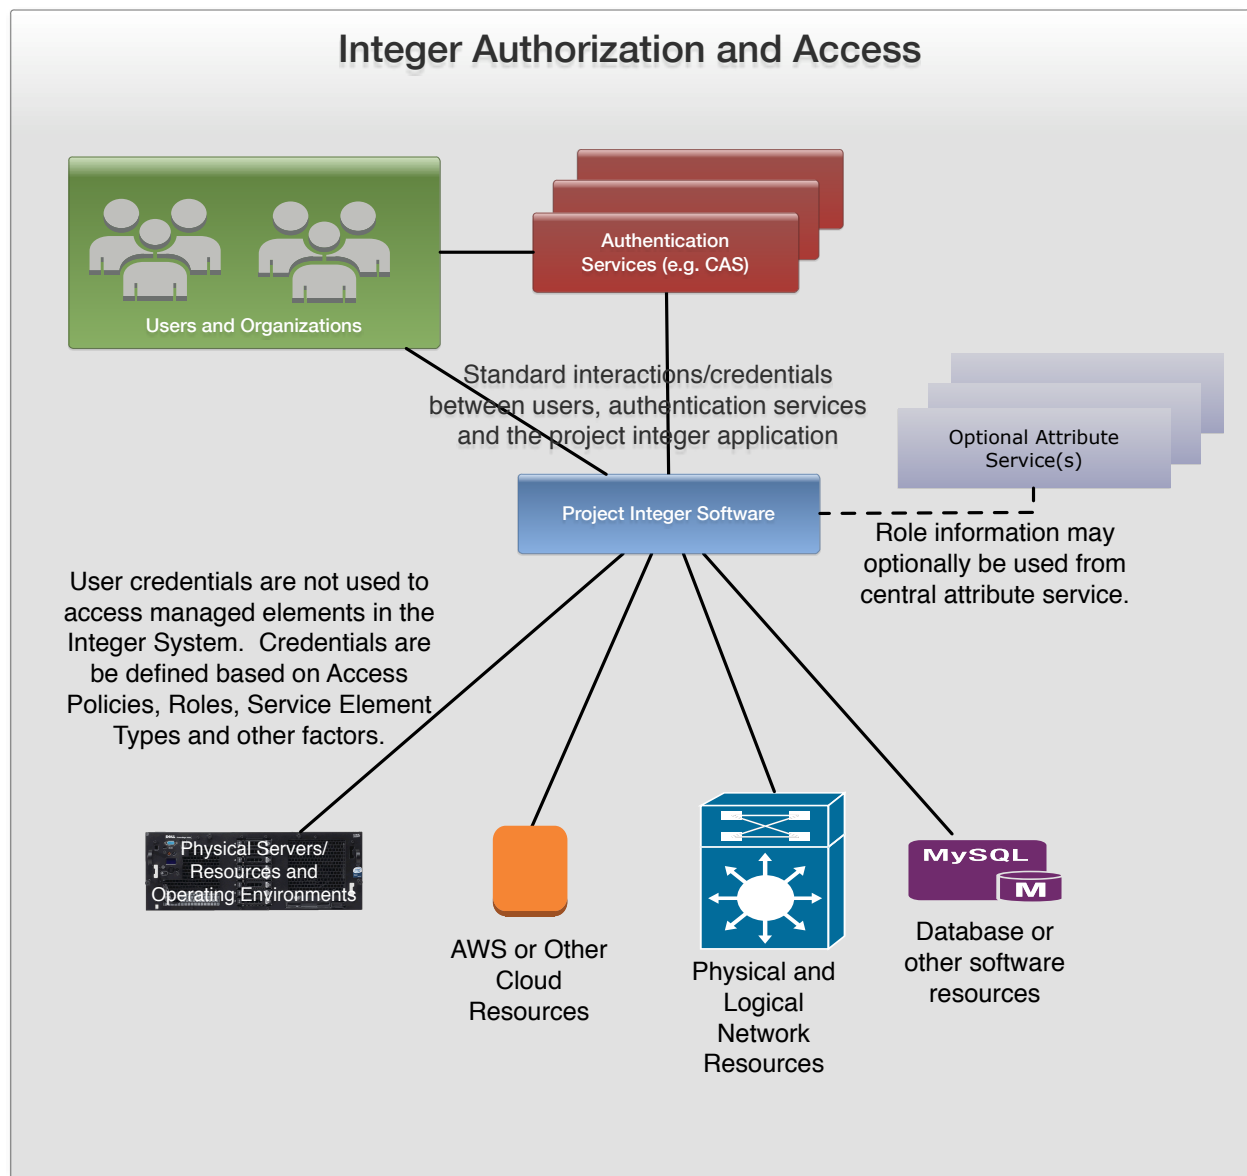 Integer Authorization and Access
Authentication
Services (e.g. CAS)
Users and Organizations
Standard interactions/credentials
between users, authentication services
and the project integer application
Optional Attribute
Service(s)
Project Integer Software
Role information may
optionally be used from
central attribute service.
User credentials are not used to
access managed elements in the
Integer System.  Credentials are
be defined based on Access
Policies, Roles, Service Element
Types and other factors.
Physical Servers/
Resources and
Operating Environments
MySQL
M
AWS or Other
Cloud
Resources
Physical and
Logical
Network
Resources
Database or
other software
resources